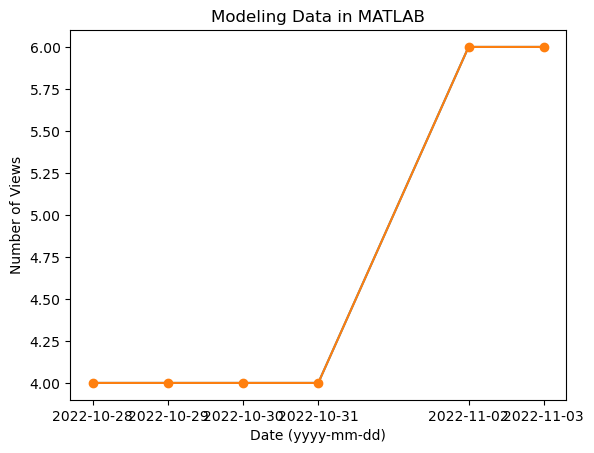 Modeling Data in MATLAB
6.00
5.75
5.50
5.25
5.00
4.75
4.50
4.25
4.00
Number of Views
2022-10-28 2022-10-29 2022-10-30 2022-10-31 2022-11-02 2022-11-03
Date (yyyy-mm-dd)